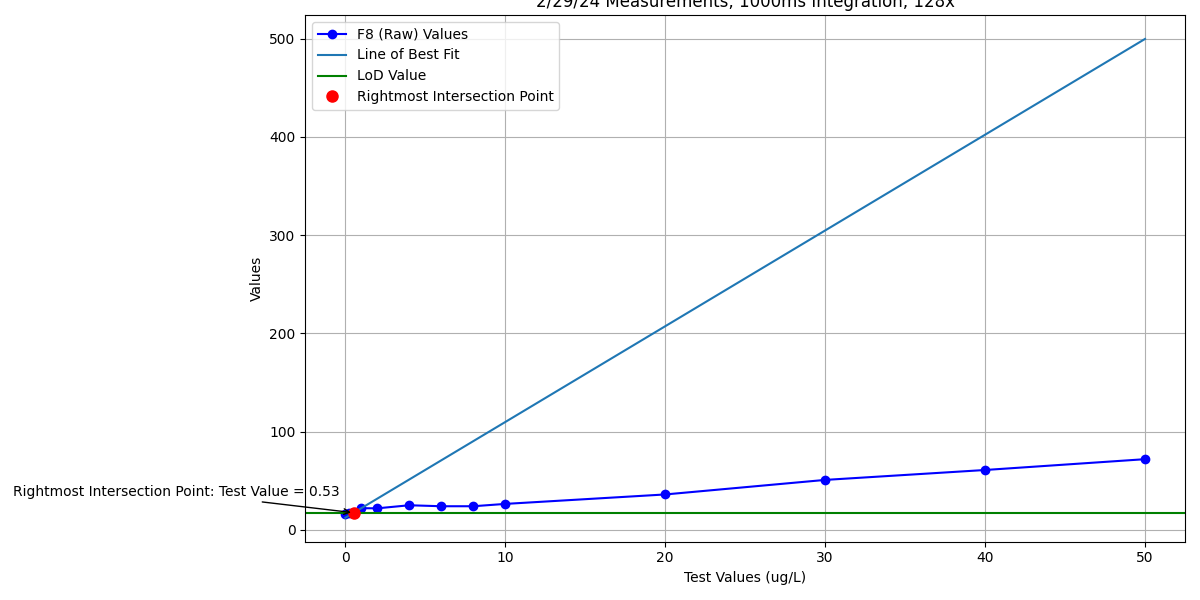 2/29/24 Measurements, 1000ms Integration, 128x
F8 (Raw) Values
Line of Best Fit
LoD Value
Rightmost Intersection Point
500
400
300
200
100
0
Values
Rightmost Intersection Point: Test Value = 0.53
0 10 20 30 40 50
Test Values (ug/L)